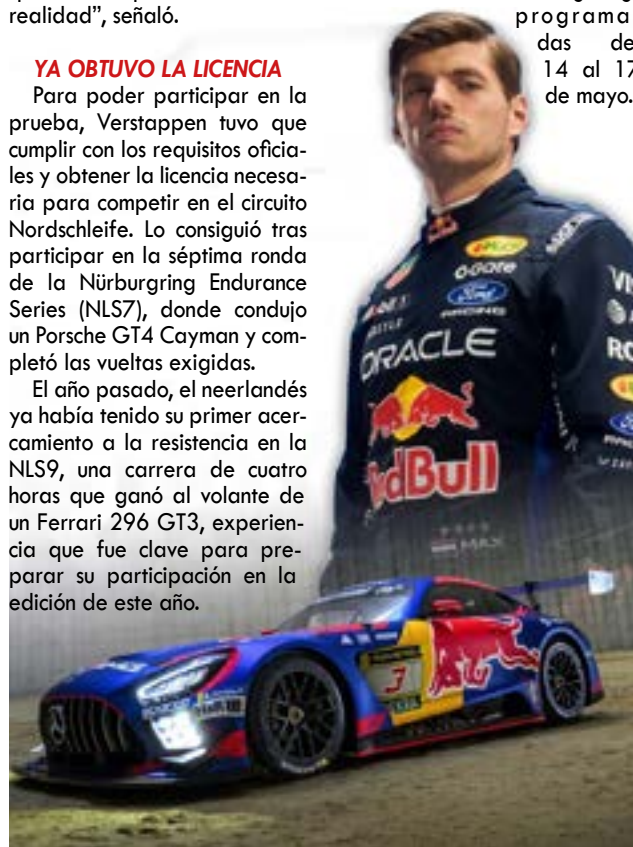 realidad”, señaló.
YA OBTUVO LA LICENCIA
Para poder participar en la
prueba, Verstappen tuvo que
cumplir con los requisitos oficia-
les y obtener la licencia necesa-
ria para competir en el circuito
Nordschleife. Lo consiguió tras
participar en la séptima ronda
de la Nürburgring Endurance
Series (NLS7), donde condujo
un Porsche GT4 Cayman y com-
pletó las vueltas exigidas.
El año pasado, el neerlandés
ya había tenido su primer acer-
camiento a la resistencia en la
NLS9, una carrera de cuatro
horas que ganó al volante de
un Ferrari 296 GT3, experien-
cia que fue clave para pre-
parar su participación en la
edición de este año.
programa
das de
14 al 17
de mayo.
Ford
RACING
ORACLE
RedBull
MAX
3